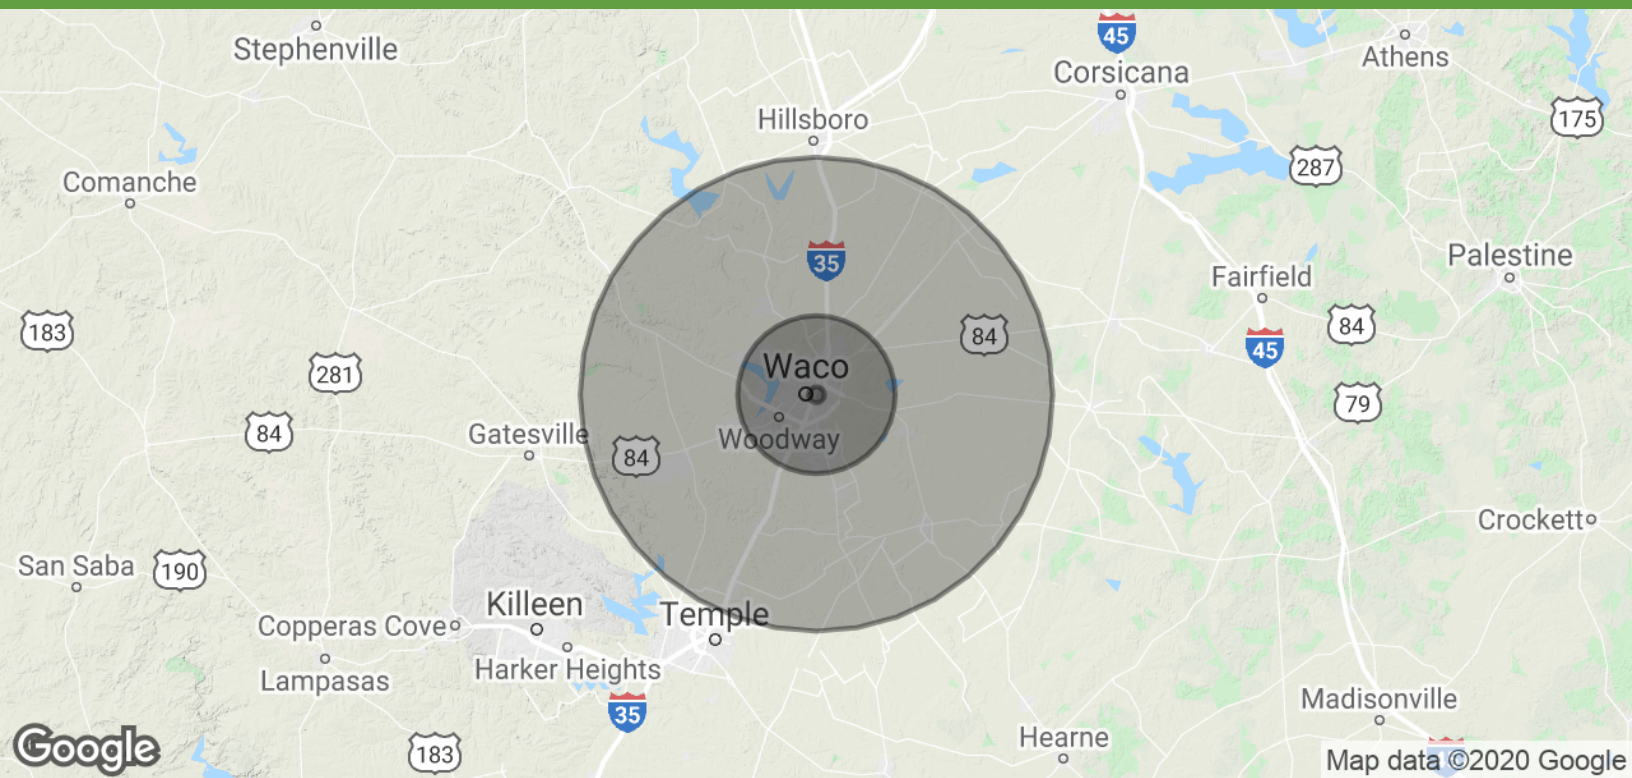 45
Stephenville
Athens
Corsicana
175
Hillsboro
287
Comanche
Palestine
35
Fairfield
183
84
84
45
281
Waco
79
84
Gatesville
Woodway
84
Crockett
San Saba
190
Killeen
Temple
Copperas Cove
Harker Heights
Lampasas
Madisonville
35
Hearne
Google
183
Map data ©2020 Google